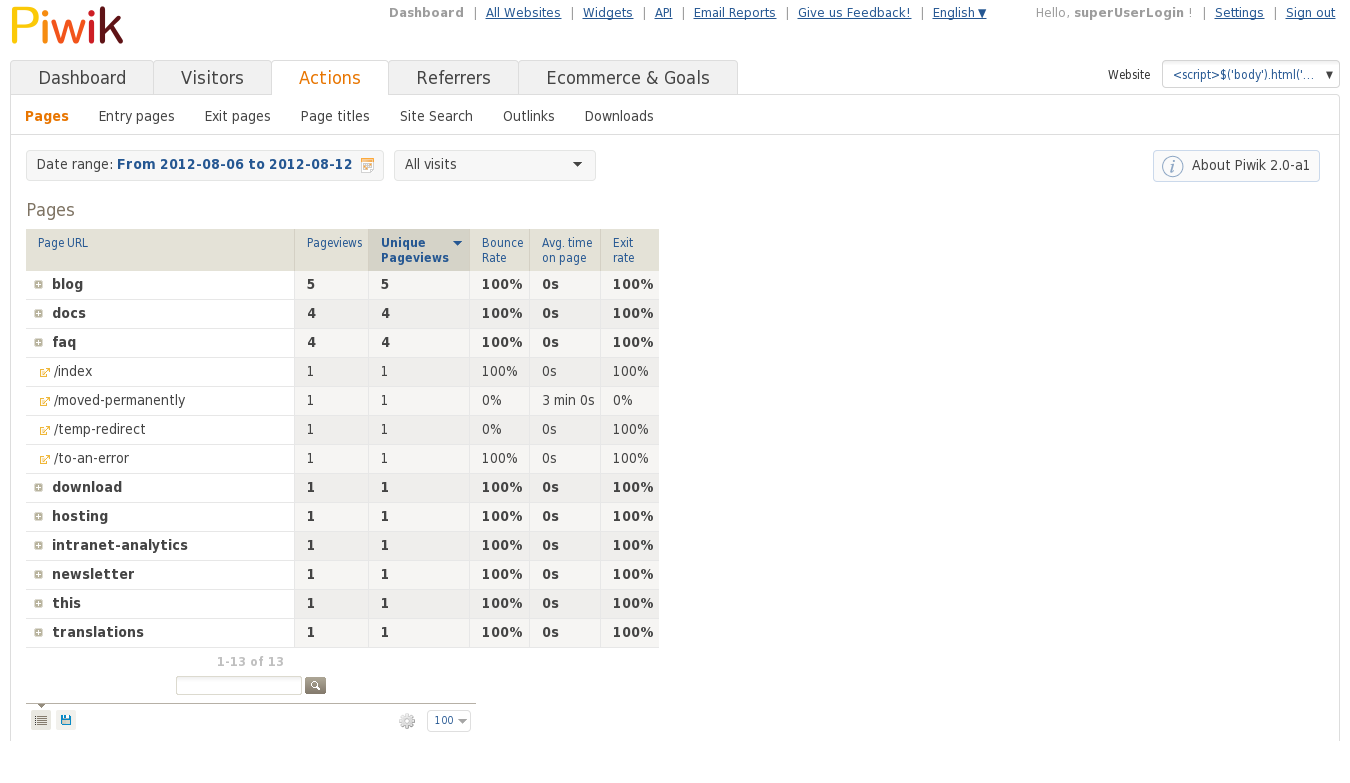 Piwik
Dashboard | All Websites | Widgets | API | Email Reports | Give us Feedback! | English ▼ Hello, superUserLogin ! | Settings | Sign out
Dashboard Visitors Actions Referrers Ecommerce & Goals
Website <script>$('body').html('... ▼
Pages Entry pages Exit pages Page titles Site Search Outlinks Downloads
Date range: From 2012-08-06 to 2012-08-12 All visits About Piwik 2.0-a1
Pages
Page URL Pageviews Unique Pageviews Bounce Rate Avg. time on page Exit rate
blog 5 5 100% 0s 100%
docs 4 4 100% 0s 100%
faq 4 4 100% 0s 100%
/index 1 1 100% 0s 100%
/moved-permanently 1 1 0% 3 min 0s 0%
/temp-redirect 1 1 0% 0s 100%
/to-an-error 1 1 100% 0s 100%
download 1 1 100% 0s 100%
hosting 1 1 100% 0s 100%
intranet-analytics 1 1 100% 0s 100%
newsletter 1 1 100% 0s 100%
this 1 1 100% 0s 100%
translations 1 1 100% 0s 100%
1-13 of 13
100